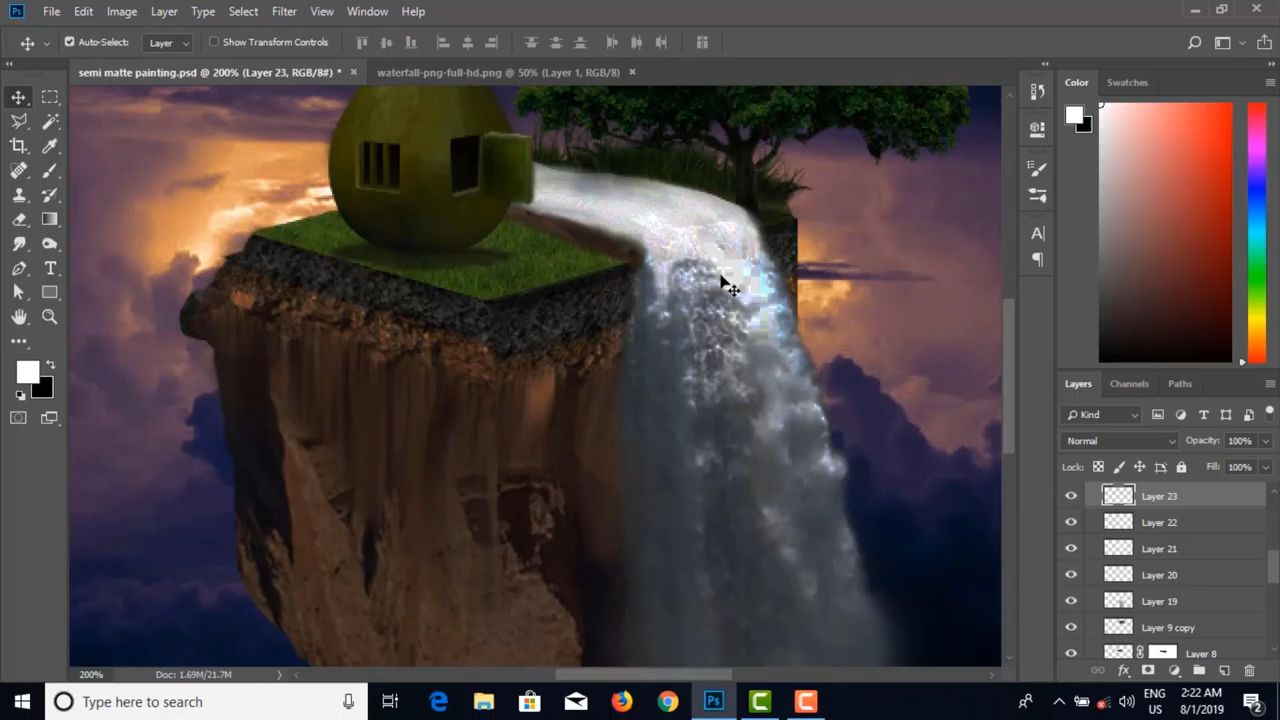 Ps File Edit Image Layer Type Select Filter View Window Help
Auto-Select: Layer Show Transform Controls
semi matte painting.psd @ 200% (Layer 23, RGB/8#) * × waterfall-png-full-hd.png @ 50% (Layer 1, RGB/8) ×
Color Swatches
Layers Channels Paths
Kind
Normal Opacity: 100%
Lock: Fill: 100%
Layer 23
Layer 22
Layer 21
Layer 20
Layer 19
Layer 9 copy
Layer 8
200% Doc: 1.69M/21.7M
Type here to search
ENG
US
2:22 AM
8/1/2019
2